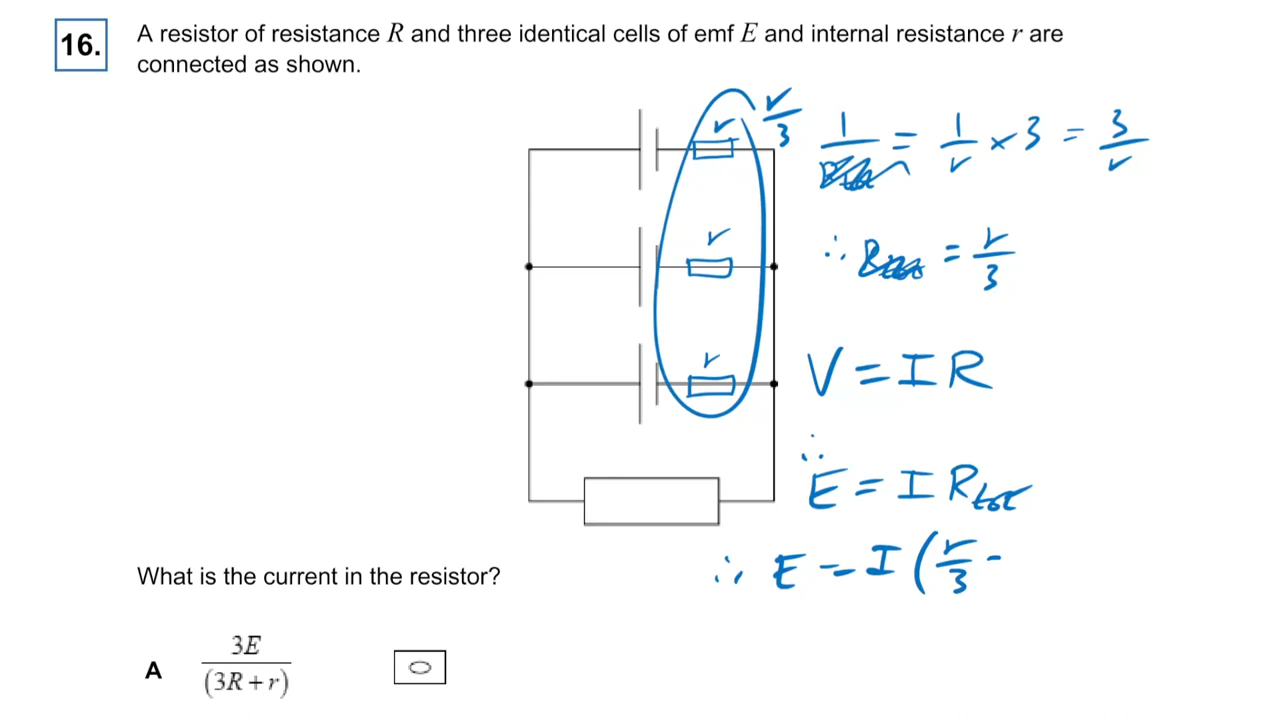 16. A resistor of resistance R and three identical cells of emf E and internal resistance r are
connected as shown.
r
r/3
1/ = 1/r × 3 = 3/r
r
∴ = r/3
r
V = IR
∴
E = I Rtot
∴ E = I (r/3 -
What is the current in the resistor?
A 3E/(3R + r)